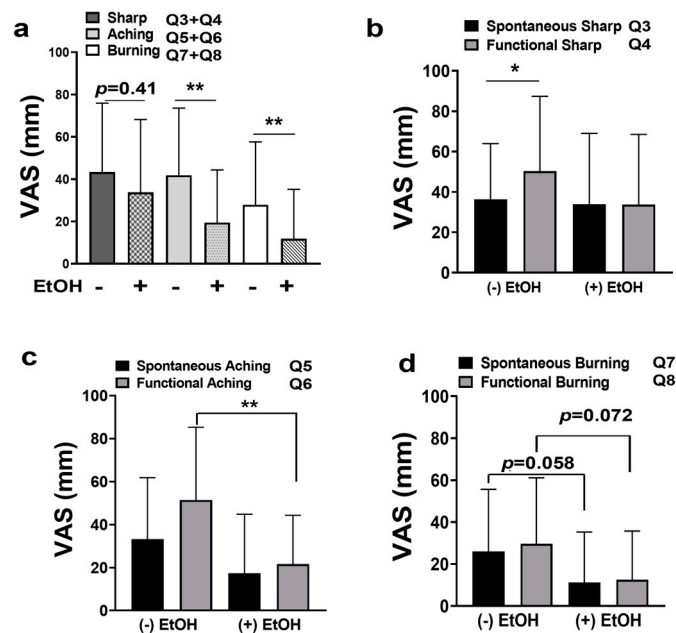 a
Sharp Q3+Q4
Aching Q5+Q6
Burning Q7+Q8
VAS (mm)
100
80
60
40
20
0
p=0.41
**
**
EtOH - + - + - +
b
Spontaneous Sharp Q3
Functional Sharp Q4
VAS (mm)
100
80
60
40
20
0
*
(-) EtOH (+) EtOH
c
Spontaneous Aching Q5
Functional Aching Q6
VAS (mm)
100
80
60
40
20
0
**
(-) EtOH (+) EtOH
d
Spontaneous Burning Q7
Functional Burning Q8
VAS (mm)
100
80
60
40
20
0
p=0.072
p=0.058
(-) EtOH (+) EtOH